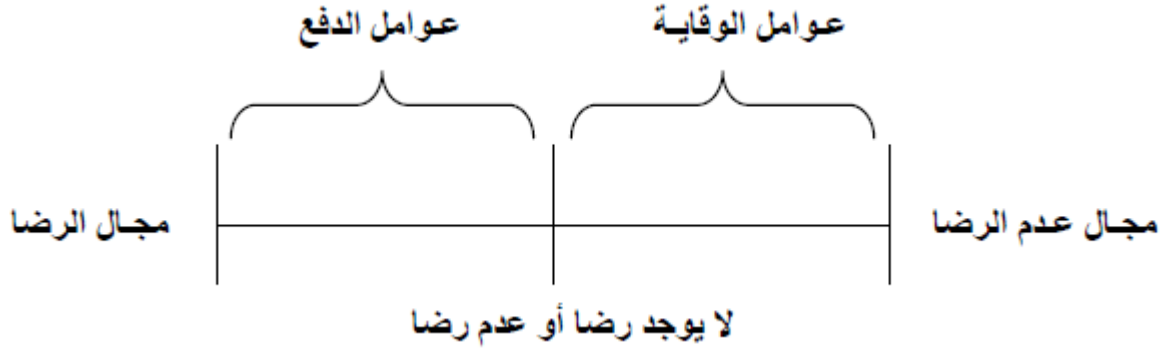 عوامل الوقاية
عوامل الدفع
مجال عدم الرضا
مجال الرضا
لا يوجد رضا أو عدم رضا